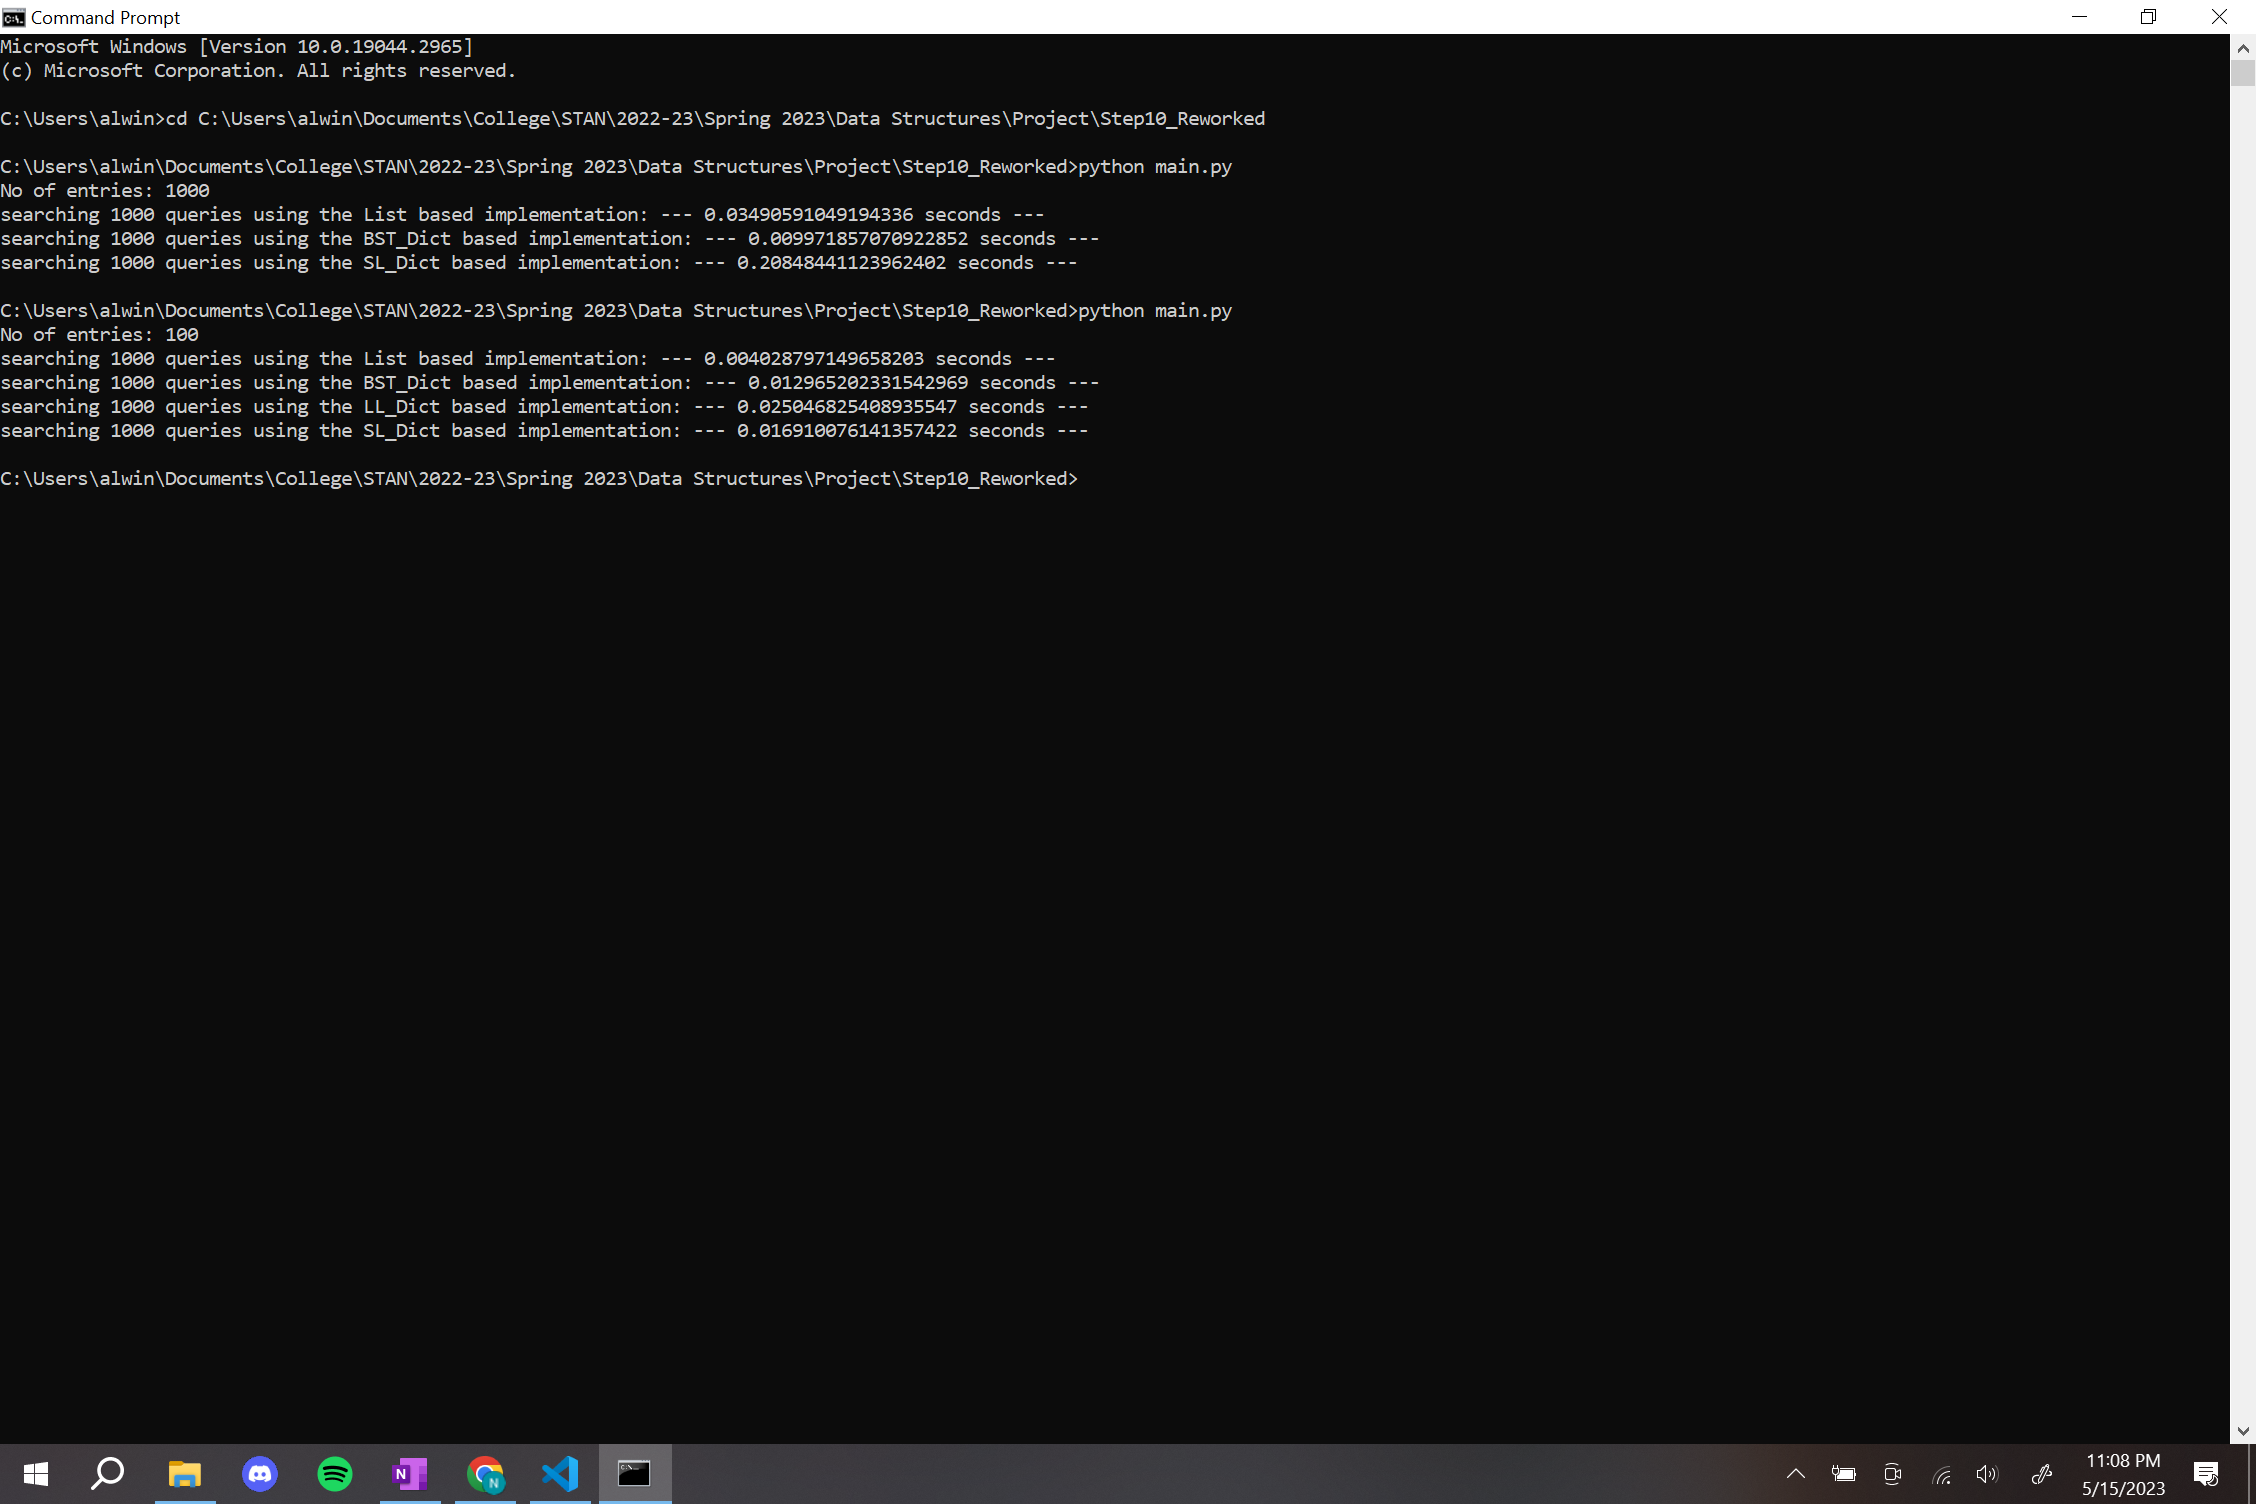 Command Prompt
Microsoft Windows [Version 10.0.19044.2965]
(c) Microsoft Corporation. All rights reserved.
C:\Users\alwin>cd C:\Users\alwin\Documents\College\STAN\2022-23\Spring 2023\Data Structures\Project\Step10_Reworked
C:\Users\alwin\Documents\College\STAN\2022-23\Spring 2023\Data Structures\Project\Step10_Reworked>python main.py
No of entries: 1000
searching 1000 queries using the List based implementation: --- 0.03490591049194336 seconds ---
searching 1000 queries using the BST_Dict based implementation: --- 0.009971857070922852 seconds ---
searching 1000 queries using the SL_Dict based implementation: --- 0.20848441123962402 seconds ---
C:\Users\alwin\Documents\College\STAN\2022-23\Spring 2023\Data Structures\Project\Step10_Reworked>python main.py
No of entries: 100
searching 1000 queries using the List based implementation: --- 0.004028797149658203 seconds ---
searching 1000 queries using the BST_Dict based implementation: --- 0.012965202331542969 seconds ---
searching 1000 queries using the LL_Dict based implementation: --- 0.025046825408935547 seconds ---
searching 1000 queries using the SL_Dict based implementation: --- 0.016910076141357422 seconds ---
C:\Users\alwin\Documents\College\STAN\2022-23\Spring 2023\Data Structures\Project\Step10_Reworked>
11:08 PM
5/15/2023